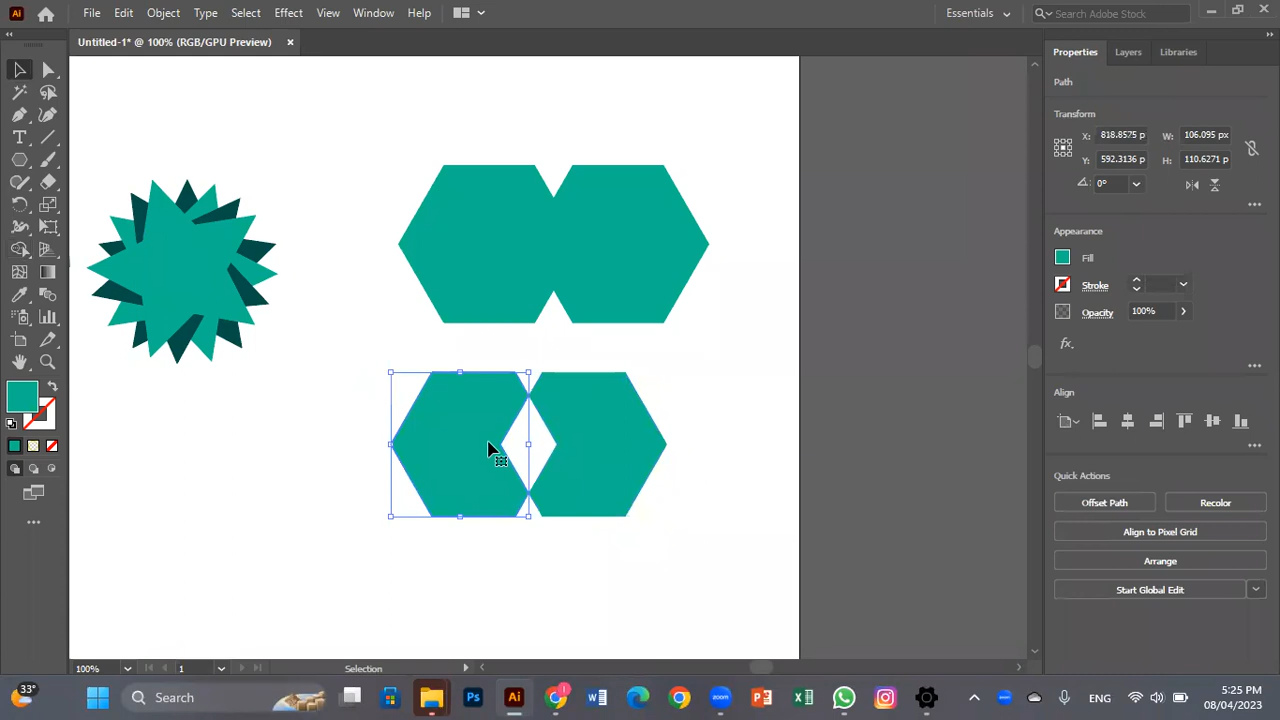 Ai File Edit Object Type Select Effect View Window Help Essentials Search Adobe Stock
Untitled-1* @ 100% (RGB/GPU Preview)
Properties Layers Libraries
Path
Transform
X: 818.8575 p W: 106.095 px
Y: 592.3136 p H: 110.6271 p
0°
Appearance
Fill
Stroke
Opacity 100%
fx.
Align
Quick Actions
Offset Path Recolor
Align to Pixel Grid
Arrange
Start Global Edit
100% 1 Selection
33° Search Ps Ai ENG 5:25 PM
08/04/2023